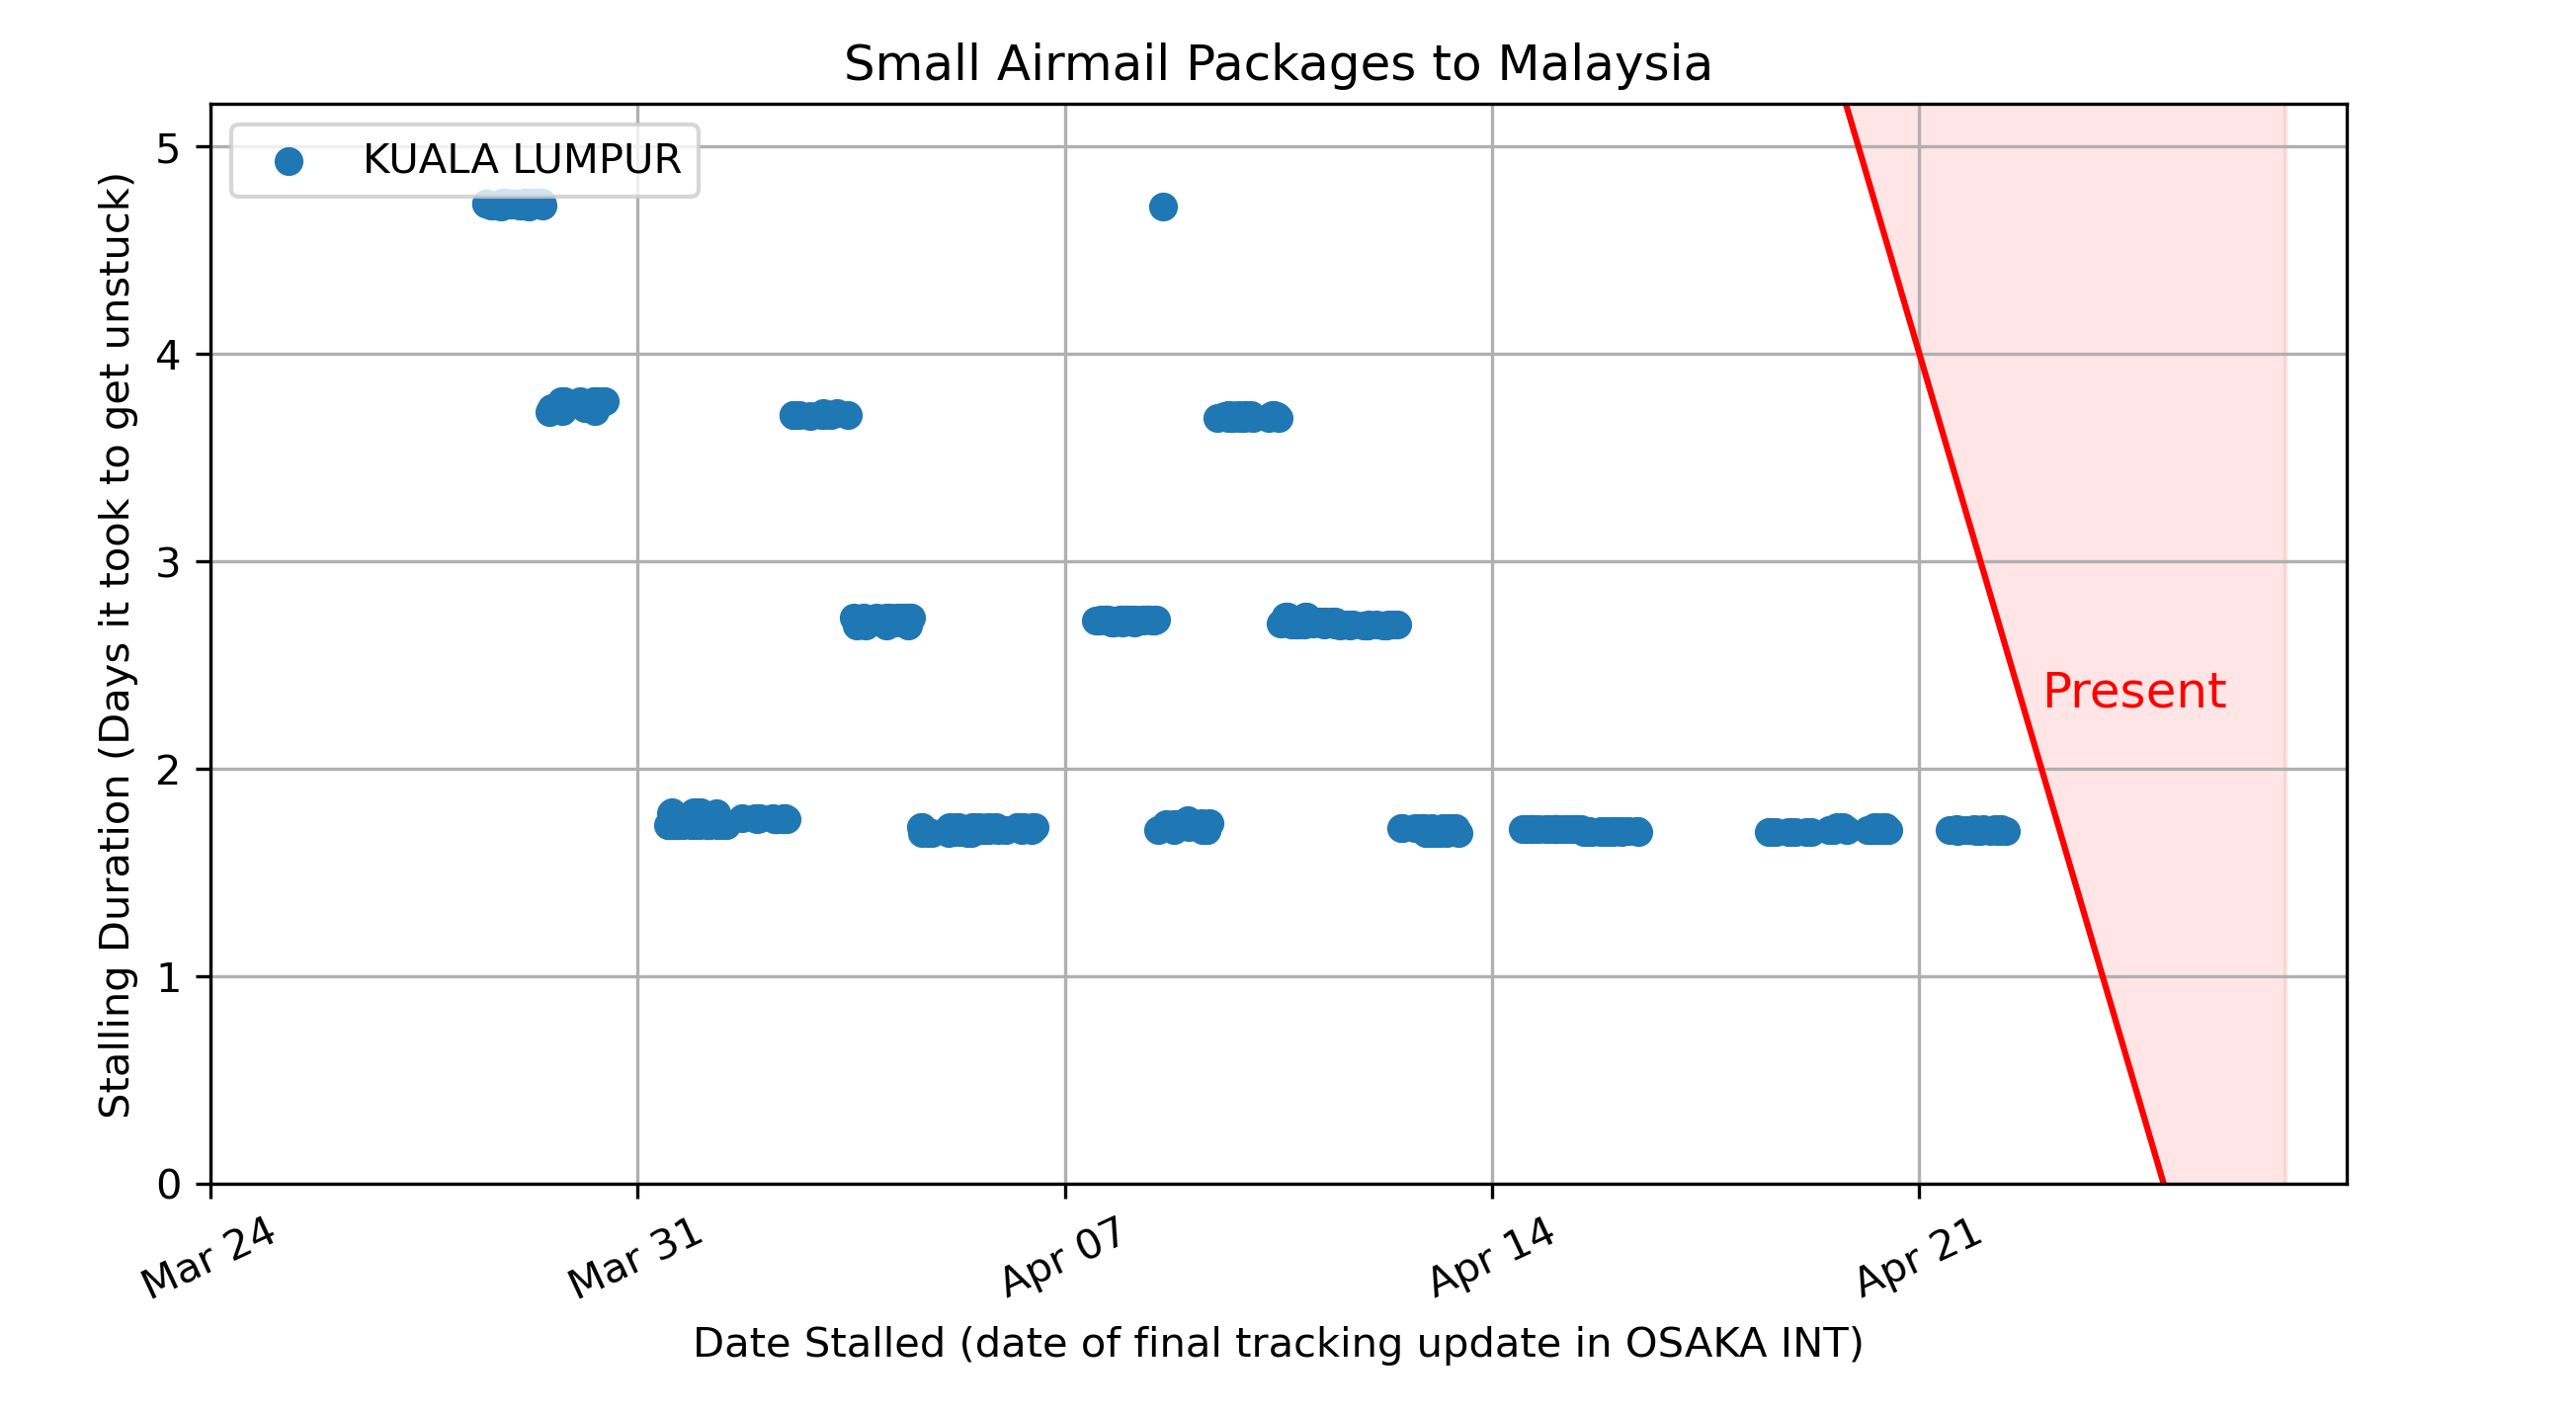 Small Airmail Packages to Malaysia
KUALA LUMPUR
Stalling Duration (Days it took to get unstuck)
5
4
3
2
1
0
Present
Mar 24
Mar 31
Apr 07
Apr 14
Apr 21
Date Stalled (date of final tracking update in OSAKA INT)